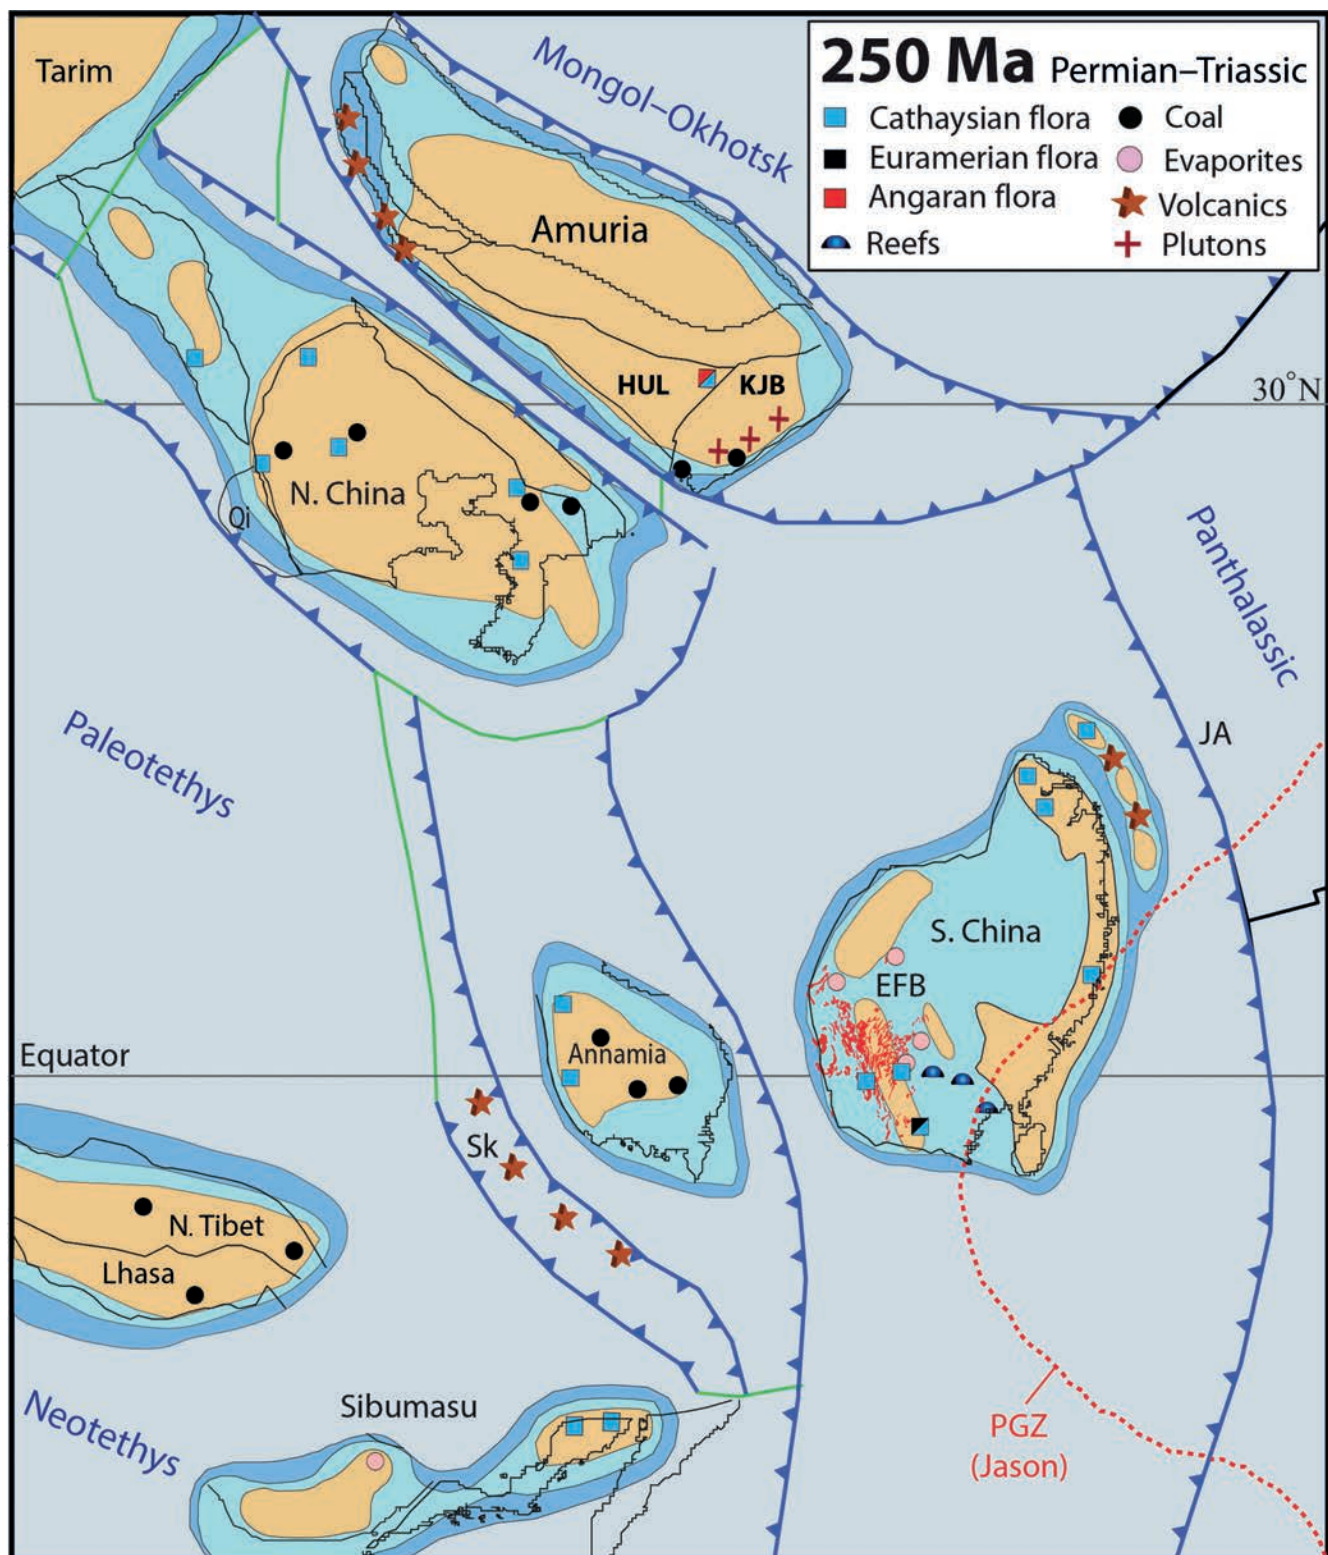 Tarim
Mongol–Okhotsk
250 Ma Permian–Triassic
Cathaysian flora
Coal
Euramerian flora
Evaporites
Angaran flora
Volcanics
Reefs
Plutons
Amuria
HUL
KJB
30°N
N. China
Qi
Panthalassic
Paleotethys
JA
S. China
EFB
Equator
Annamia
Sk
N. Tibet
Lhasa
Neotethys
Sibumasu
PGZ
(Jason)